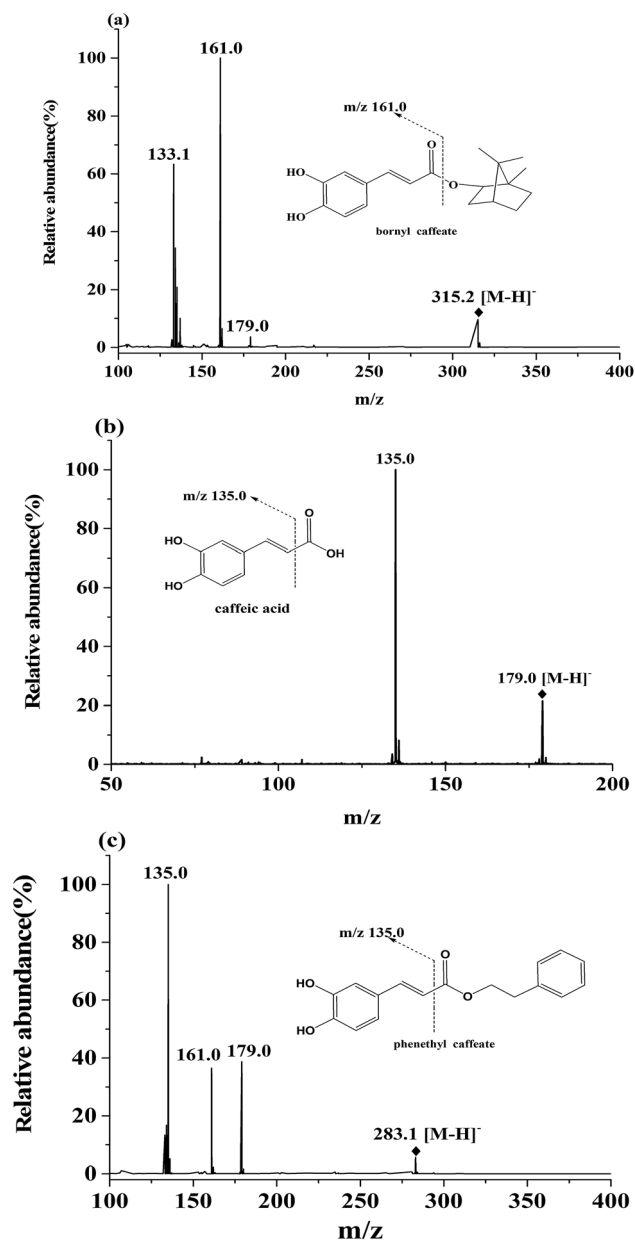 (a)
161.0
100
133.1
m/z 161.0
O
HO
O
HO
bornyl caffeate
80
60
40
20
0
315.2 [M-H]-
179.0
Relative abundance(%)
100 150 200 250 300 350 400
m/z
(b)
135.0
100
m/z 135.0
O
HO
OH
HO
caffeic acid
80
60
40
20
0
179.0 [M-H]-
Relative abundance(%)
50 100 150 200
m/z
(c)
135.0
100
m/z 135.0
O
HO
O
HO
phenethyl caffeate
80
60
40
20
0
161.0 179.0
283.1 [M-H]-
Relative abundance(%)
100 150 200 250 300 350 400
m/z